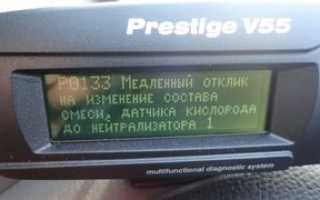 Prestige V55
P0133 Медленный отклик
на изменение состава
смеси, датчика кислорода
до нейтрализатора 1
multifunctional diagnostic system